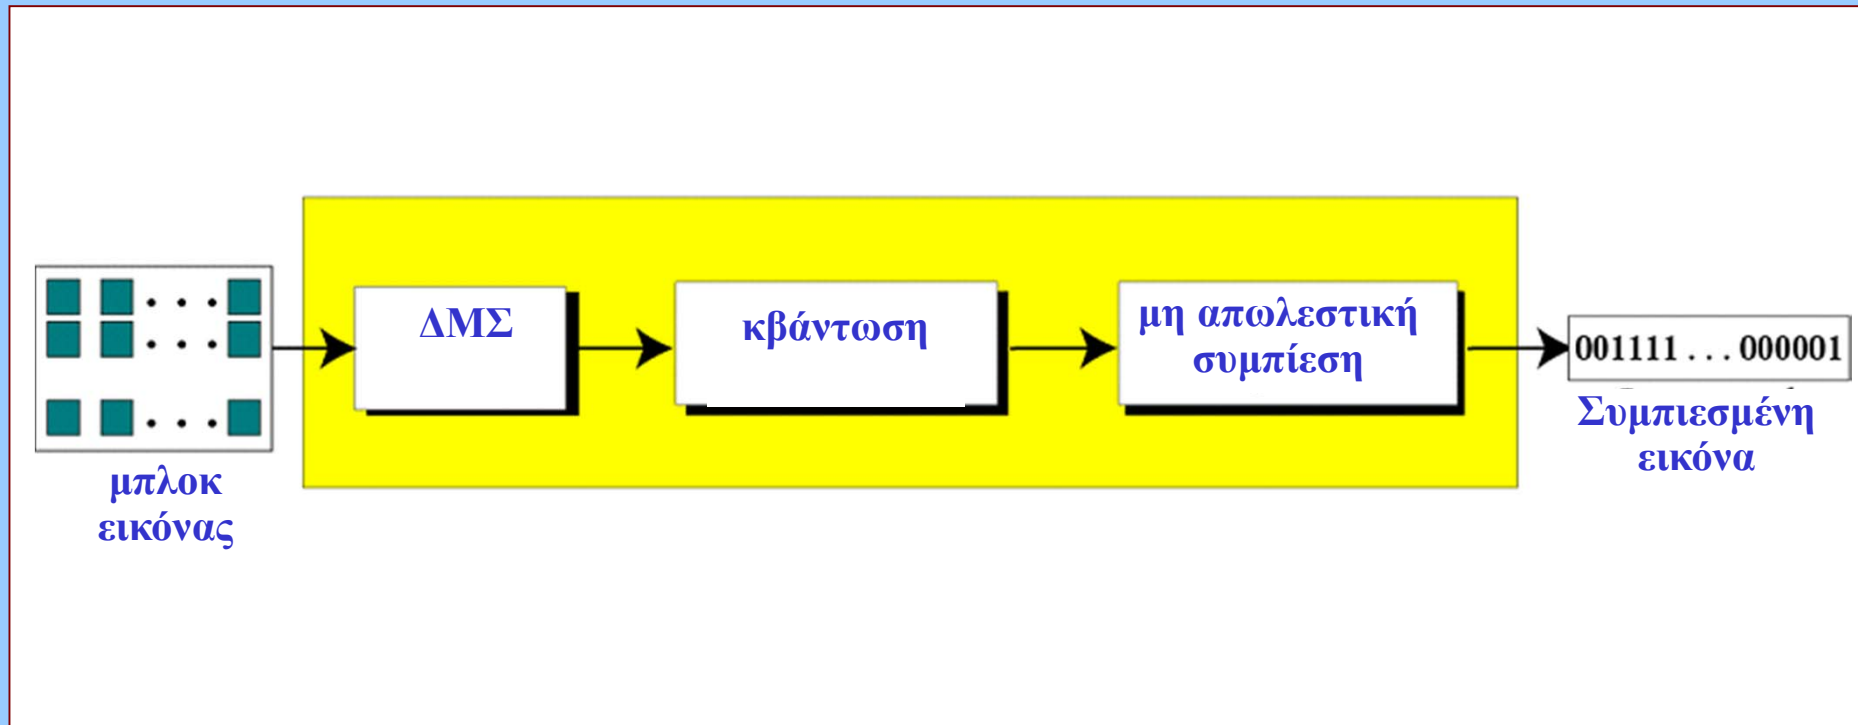 ΔΜΣ
κβάντωση
μη απωλεστική
συμπίεση
001111 . . . 000001
μπλοκ
εικόνας
Συμπιεσμένη
εικόνα